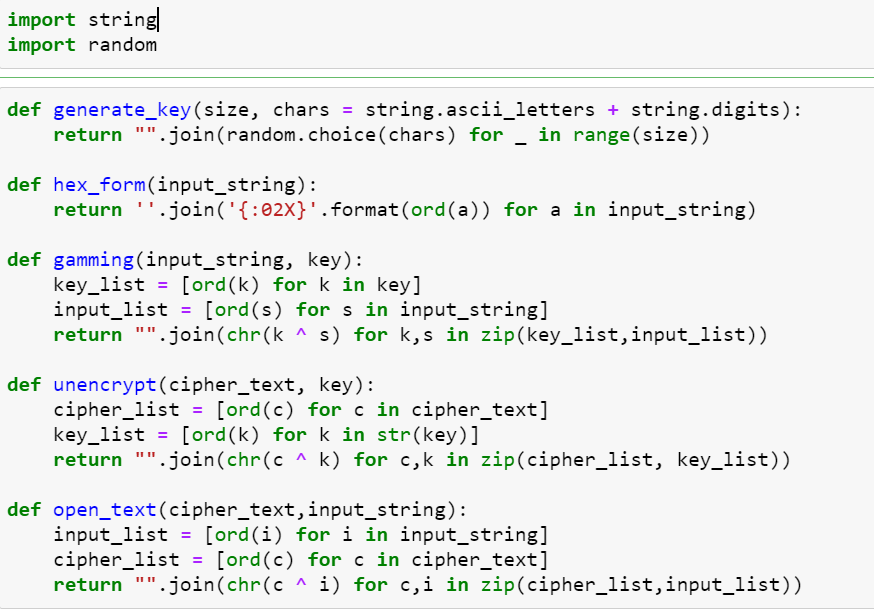 import string
import random
def generate_key(size, chars = string.ascii_letters + string.digits):
    return "".join(random.choice(chars) for _ in range(size))
def hex_form(input_string):
    return ''.join('{:02X}'.format(ord(a)) for a in input_string)
def gamming(input_string, key):
    key_list = [ord(k) for k in key]
    input_list = [ord(s) for s in input_string]
    return "".join(chr(k ^ s) for k,s in zip(key_list,input_list))
def unencrypt(cipher_text, key):
    cipher_list = [ord(c) for c in cipher_text]
    key_list = [ord(k) for k in str(key)]
    return "".join(chr(c ^ k) for c,k in zip(cipher_list, key_list))
def open_text(cipher_text,input_string):
    input_list = [ord(i) for i in input_string]
    cipher_list = [ord(c) for c in cipher_text]
    return "".join(chr(c ^ i) for c,i in zip(cipher_list,input_list))